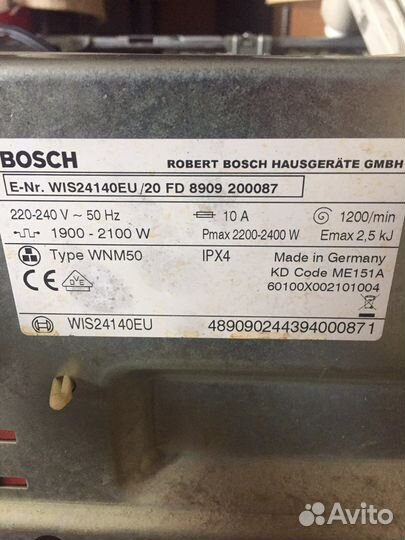 BOSCH ROBERT BOSCH HAUSGERÄTE GMBH
E-Nr. WIS24140EU/20 FD 8909 200087
220-240 V ~ 50 Hz 10 A 1200/min
1900 - 2100 W Pmax 2200-2400 W Emax 2,5 kJ
Type WNM50 IPX4 Made in Germany
KD Code ME151A
60100X002101004
DVE
WIS24140EU 489090244394000871
Avito